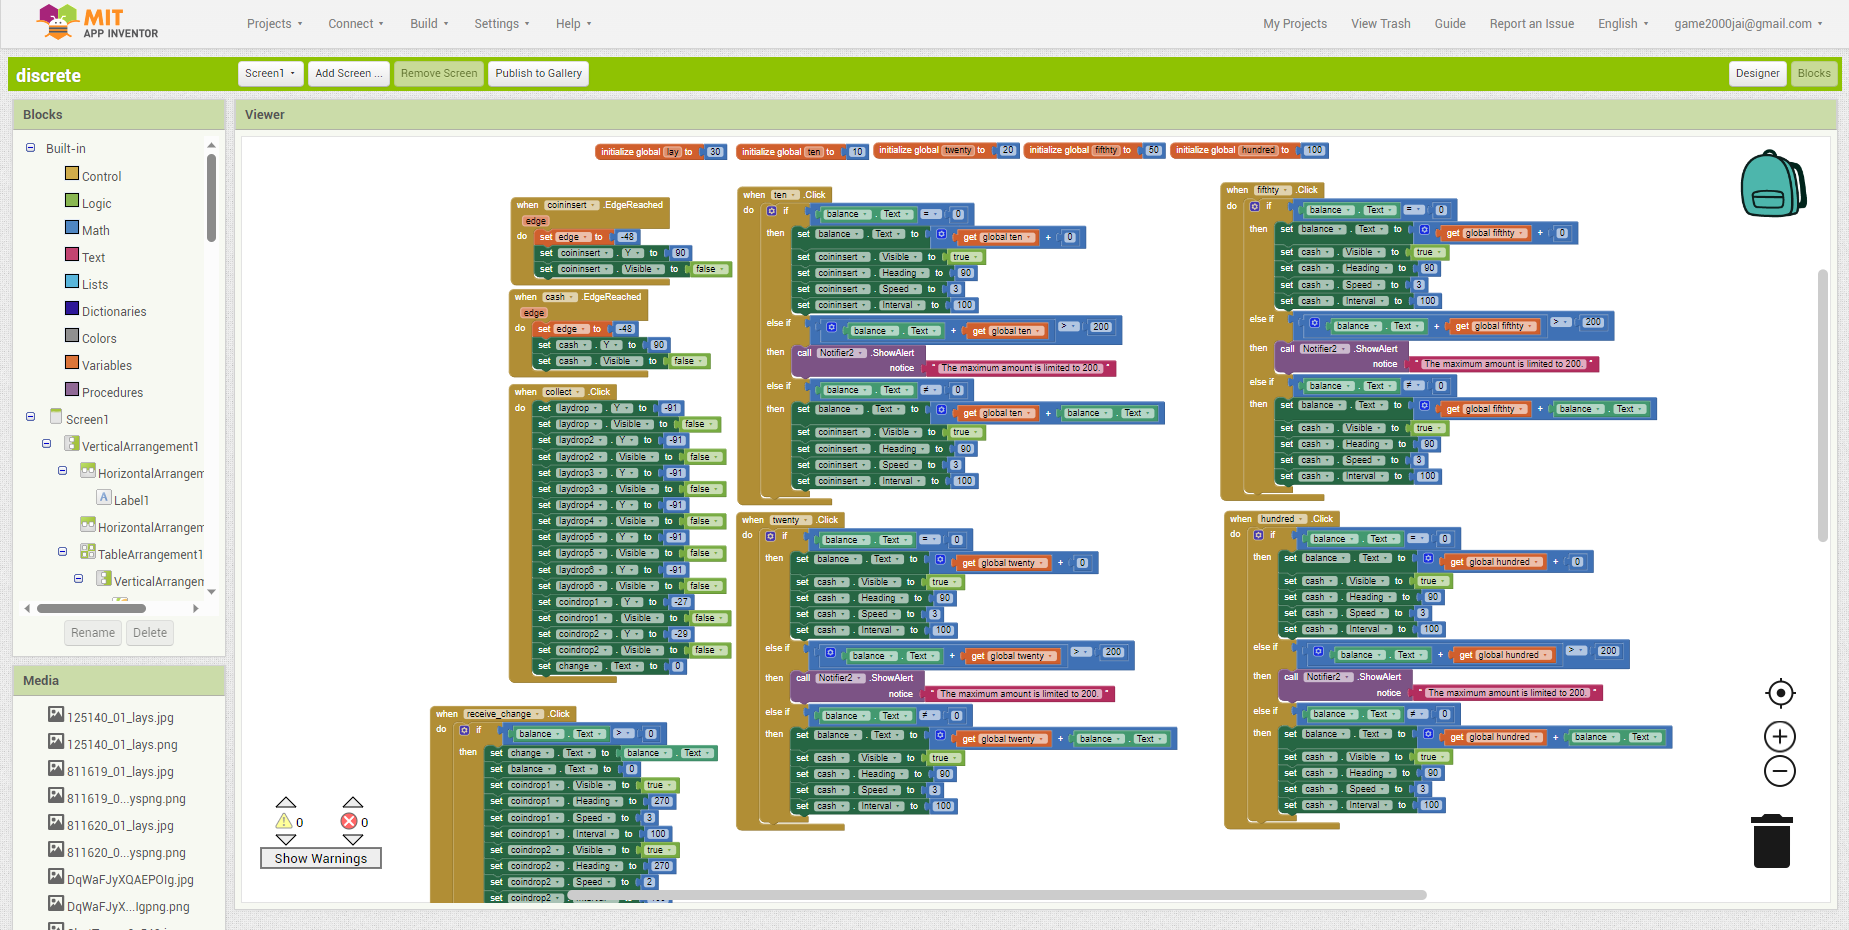 MIT
APP INVENTOR
Projects Connect Build Settings Help My Projects View Trash Guide Report an Issue English game2000jai@gmail.com
discrete Screen1 Add Screen ... Remove Screen Publish to Gallery Designer Blocks
Blocks
Built-in
Control
Logic
Math
Text
Lists
Dictionaries
Colors
Variables
Procedures
Screen1
VerticalArrangement1
HorizontalArrangem
Label1
HorizontalArrangem
TableArrangement1
VerticalArrangem
Rename Delete
Media
125140_01_lays.jpg
125140_01_lays.png
811619_01_lays.jpg
811619_0...yspng.png
811620_01_lays.jpg
811620_0...yspng.png
DqWaFJyXQAEPOIg.jpg
DqWaFJyX...Igpng.png
Viewer
initialize global lay to 30
initialize global ten to 10
initialize global twenty to 20
initialize global fifthty to 50
initialize global hundred to 100
when coininsert .EdgeReached
edge
do set edge to -48
set coininsert . Y to 90
set coininsert . Visible to false
when cash .EdgeReached
edge
do set edge to -48
set cash . Y to 90
set cash . Visible to false
when collect .Click
do set laydrop . Y to -91
set laydrop . Visible to false
set laydrop2 . Y to -91
set laydrop2 . Visible to false
set laydrop3 . Y to -91
set laydrop3 . Visible to false
set laydrop4 . Y to -91
set laydrop4 . Visible to false
set laydrop5 . Y to -91
set laydrop5 . Visible to false
set laydrop6 . Y to -91
set laydrop6 . Visible to false
set coindrop1 . Y to -27
set coindrop1 . Visible to false
set coindrop2 . Y to -29
set coindrop2 . Visible to false
set change . Text to 0
when receive_change .Click
do if balance . Text > 0
then set change . Text to balance . Text
set balance . Text to 0
set coindrop1 . Visible to true
set coindrop1 . Heading to 270
set coindrop1 . Speed to 3
set coindrop1 . Interval to 100
set coindrop2 . Visible to true
set coindrop2 . Heading to 270
set coindrop2 . Speed to 2
set coindrop2
when ten .Click
do if balance . Text = 0
then set balance . Text to get global ten + 0
set coininsert . Visible to true
set coininsert . Heading to 90
set coininsert . Speed to 3
set coininsert . Interval to 100
else if balance . Text + get global ten > 200
then call Notifier2 .ShowAlert
notice " The maximum amount is limited to 200. "
else if balance . Text ≠ 0
then set balance . Text to get global ten + balance . Text
set coininsert . Visible to true
set coininsert . Heading to 90
set coininsert . Speed to 3
set coininsert . Interval to 100
when twenty .Click
do if balance . Text = 0
then set balance . Text to get global twenty + 0
set cash . Visible to true
set cash . Heading to 90
set cash . Speed to 3
set cash . Interval to 100
else if balance . Text + get global twenty > 200
then call Notifier2 .ShowAlert
notice " The maximum amount is limited to 200. "
else if balance . Text ≠ 0
then set balance . Text to get global twenty + balance . Text
set cash . Visible to true
set cash . Heading to 90
set cash . Speed to 3
set cash . Interval to 100
when fifthty .Click
do if balance . Text = 0
then set balance . Text to get global fifthty + 0
set cash . Visible to true
set cash . Heading to 90
set cash . Speed to 3
set cash . Interval to 100
else if balance . Text + get global fifthty > 200
then call Notifier2 .ShowAlert
notice " The maximum amount is limited to 200. "
else if balance . Text ≠ 0
then set balance . Text to get global fifthty + balance . Text
set cash . Visible to true
set cash . Heading to 90
set cash . Speed to 3
set cash . Interval to 100
when hundred .Click
do if balance . Text = 0
then set balance . Text to get global hundred + 0
set cash . Visible to true
set cash . Heading to 90
set cash . Speed to 3
set cash . Interval to 100
else if balance . Text + get global hundred > 200
then call Notifier2 .ShowAlert
notice " The maximum amount is limited to 200. "
else if balance . Text ≠ 0
then set balance . Text to get global hundred + balance . Text
set cash . Visible to true
set cash . Heading to 90
set cash . Speed to 3
set cash . Interval to 100
0 0
Show Warnings